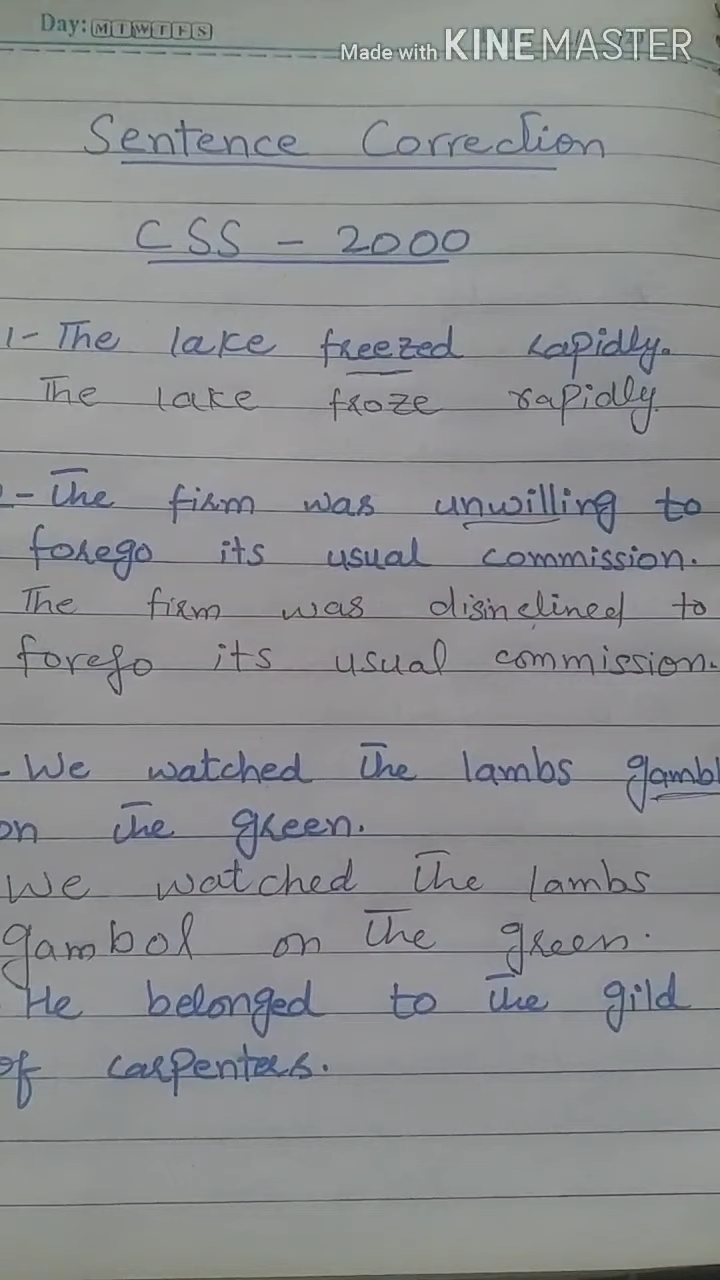 Day: M T W T F S
Made with KINEMASTER
Sentence Correction
CSS - 2000
1- The lake freezed rapidly.
The lake froze rapidly
- The firm was unwilling to
forego its usual commission.
The firm was disinclined to
forego its usual commission.
- We watched the lambs gambl
on the green.
We watched the lambs
gambol on the green.
He belonged to the gild
of carpenters.